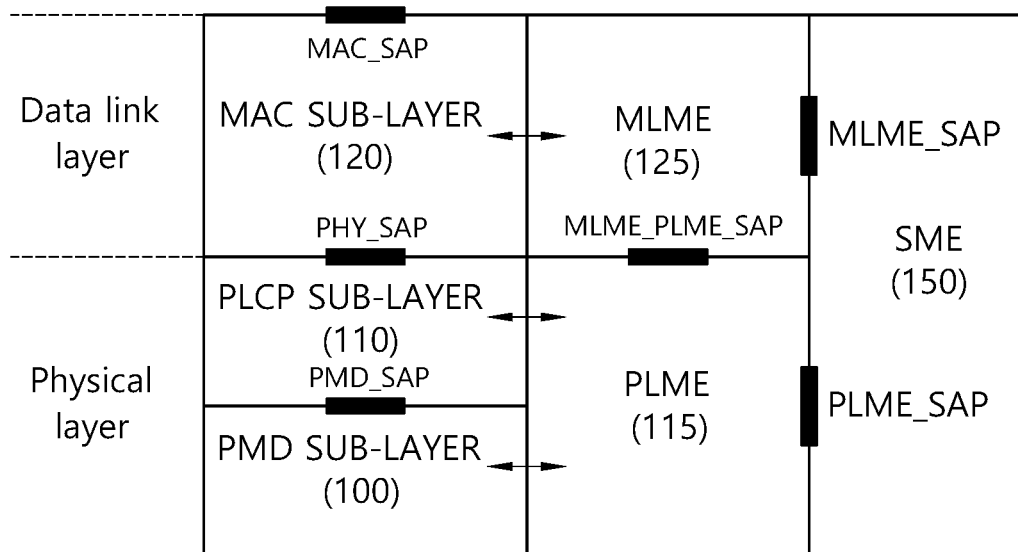 MAC_SAP
Data link
layer
MAC SUB-LAYER
(120)
MLME
(125)
MLME_SAP
PHY_SAP
MLME_PLME_SAP
SME
(150)
PLCP SUB-LAYER
(110)
PMD_SAP
Physical
layer
PLME
(115)
PLME_SAP
PMD SUB-LAYER
(100)